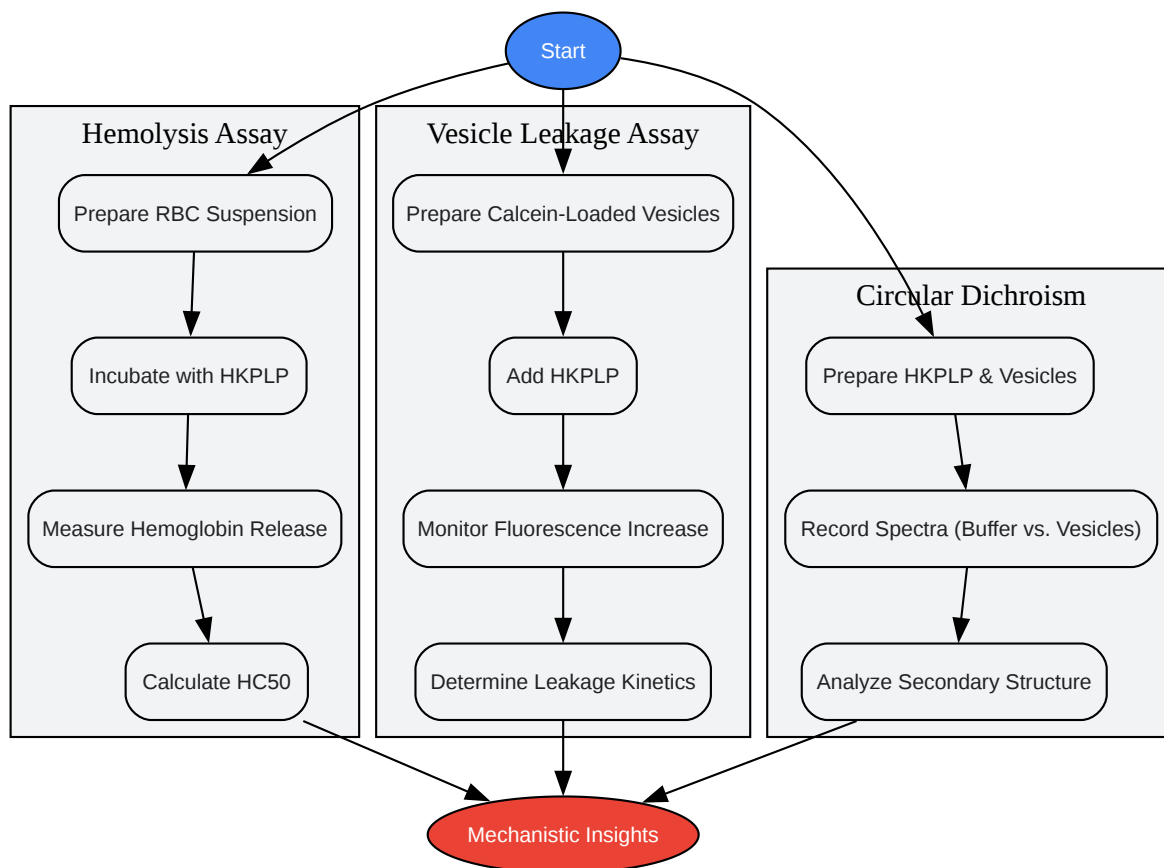 Start
Hemolysis Assay
Prepare RBC Suspension
Incubate with HKPLP
Measure Hemoglobin Release
Calculate HC50
Vesicle Leakage Assay
Prepare Calcein-Loaded Vesicles
Add HKPLP
Monitor Fluorescence Increase
Determine Leakage Kinetics
Circular Dichroism
Prepare HKPLP & Vesicles
Record Spectra (Buffer vs. Vesicles)
Analyze Secondary Structure
Mechanistic Insights